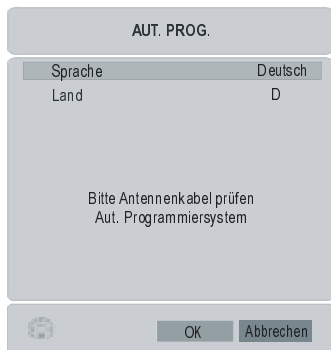 AUT. PROG.
Sprache Deutsch
Land D
Bitte Antennenkabel prüfen
Aut. Programmiersystem
OK Abbrechen